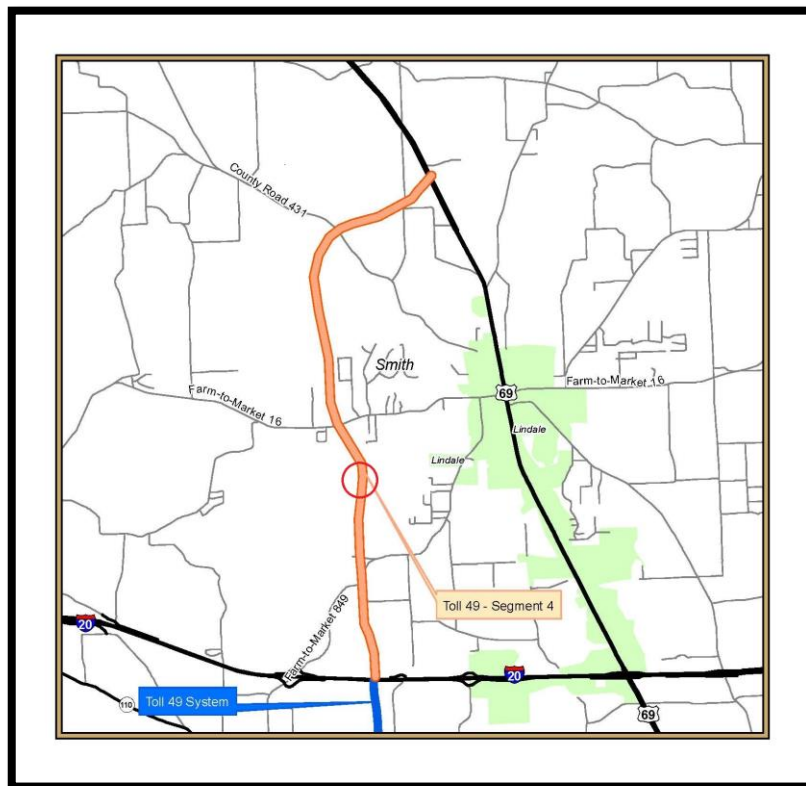 County Road 431
Smith
Farm-to-Market 16
69
Farm-to-Market 16
Lindale
Lindale
Toll 49 - Segment 4
Farm-to-Market 849
20
20
110
Toll 49 System
69